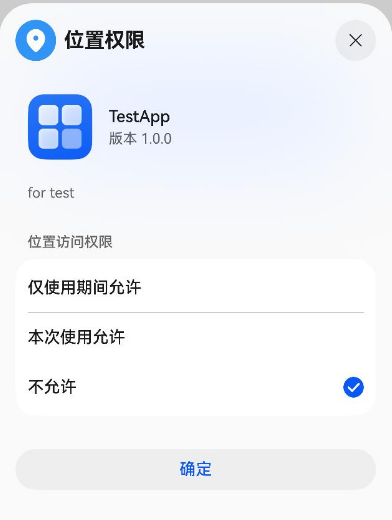 位置权限
TestApp
版本 1.0.0
for test
位置访问权限
仅使用期间允许
本次使用允许
不允许
确定